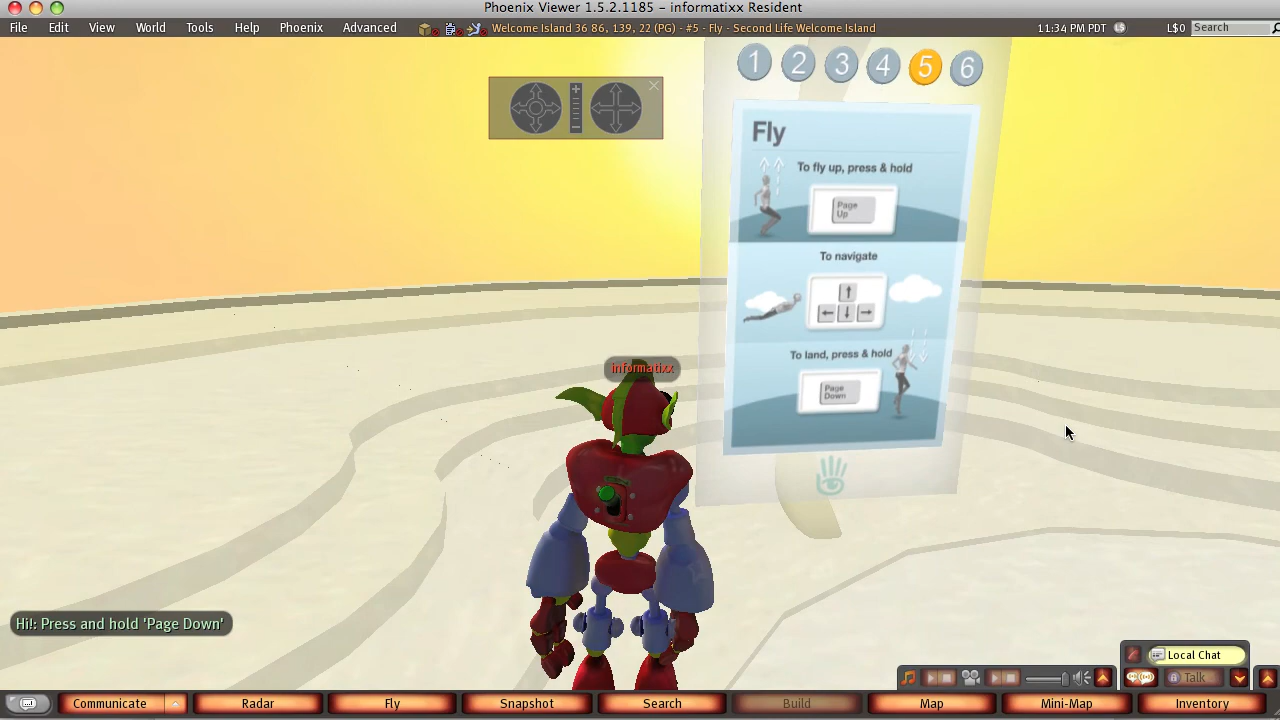 Phoenix Viewer 1.5.2.1185 – informatixx Resident
File Edit View World Tools Help Phoenix Advanced Welcome Island 36 86, 139, 22 (PG) - #5 - Fly - Second Life Welcome Island 11:34 PM PDT L$0 Search
1 2 3 4 5 6
Fly
To fly up, press & hold
Page
Up
To navigate
To land, press & hold
Page
Down
informatixx
Hi!: Press and hold 'Page Down'
Local Chat
Talk
Communicate Radar Fly Snapshot Search Build Map Mini-Map Inventory